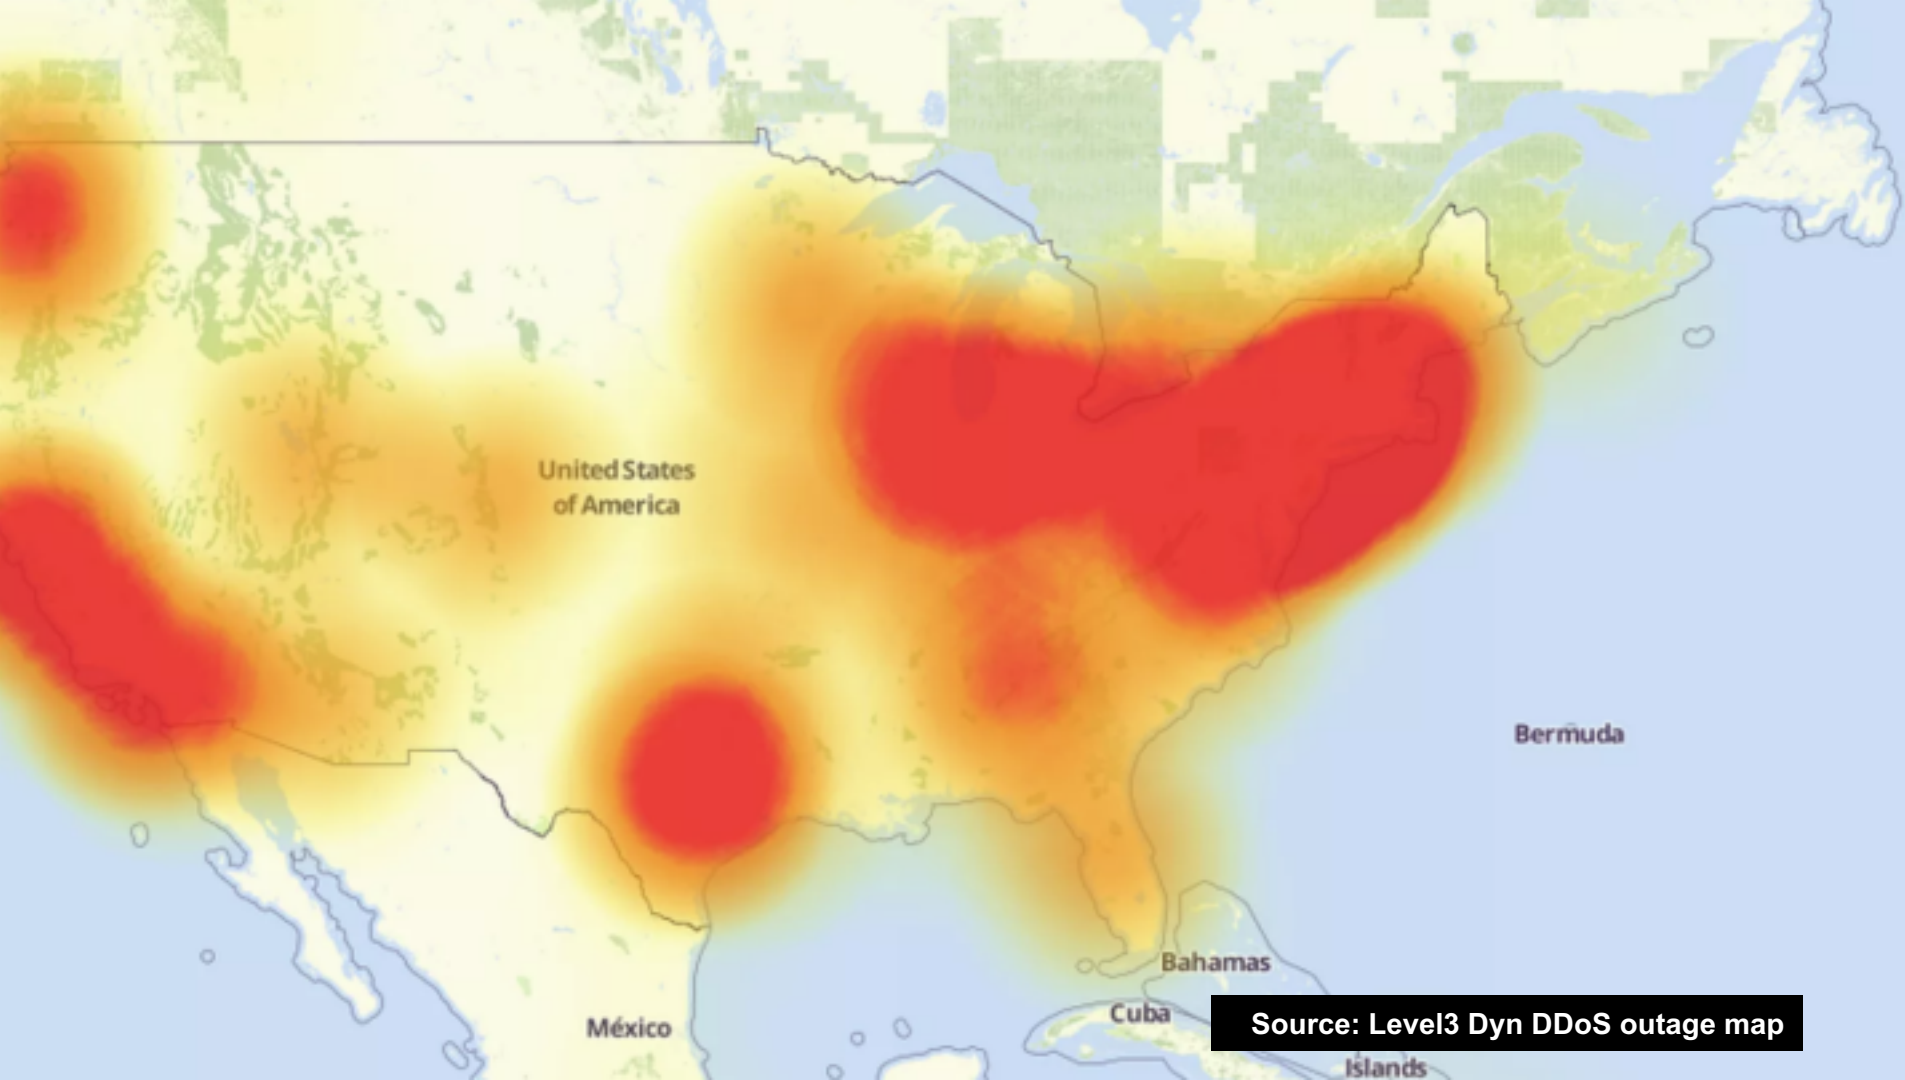 United States
of America
Bermuda
Bahamas
Cuba
Source: Level3 Dyn DDoS outage map
México
Islands